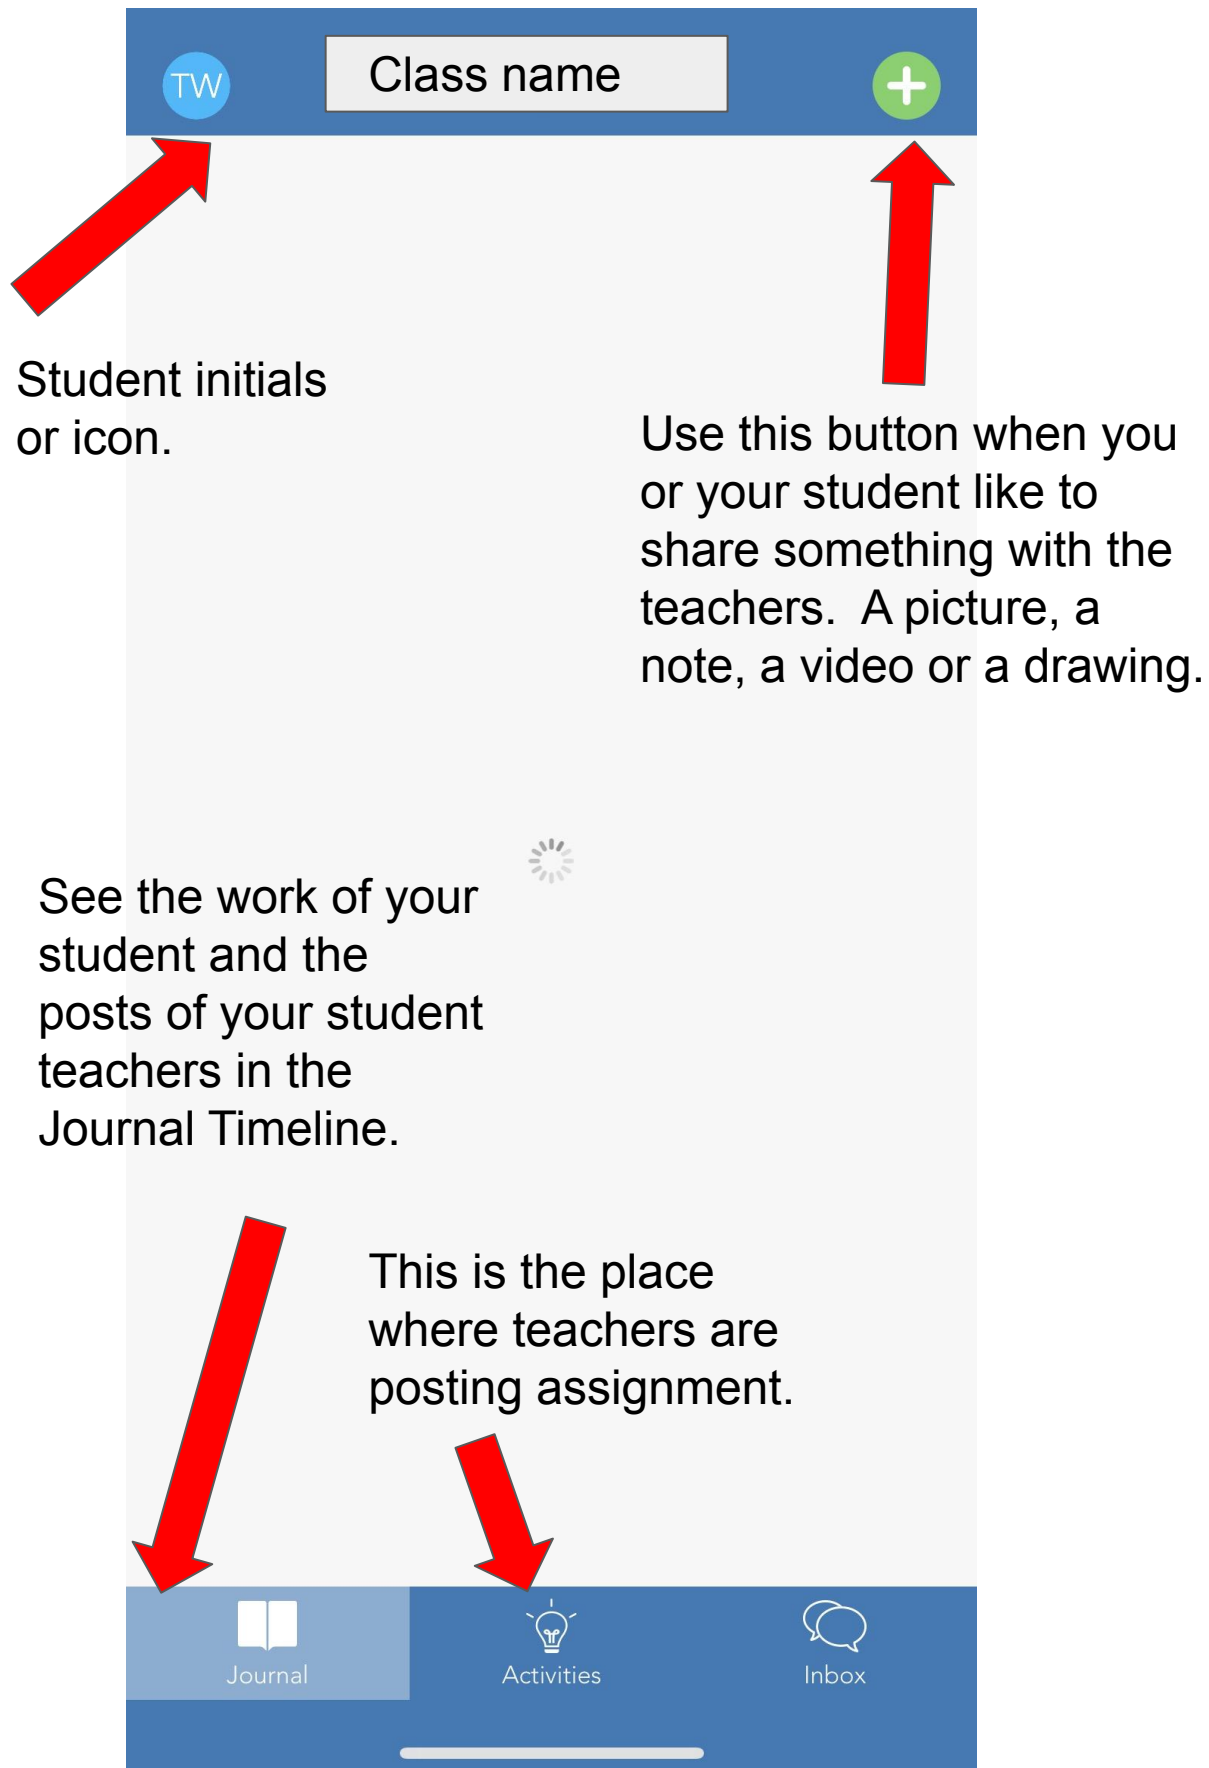 TW
Class name
Student initials
or icon.
Use this button when you
or your student like to
share something with the
teachers.  A picture, a
note, a video or a drawing.
See the work of your
student and the
posts of your student
teachers in the
Journal Timeline.
This is the place
where teachers are
posting assignment.
Journal
Activities
Inbox